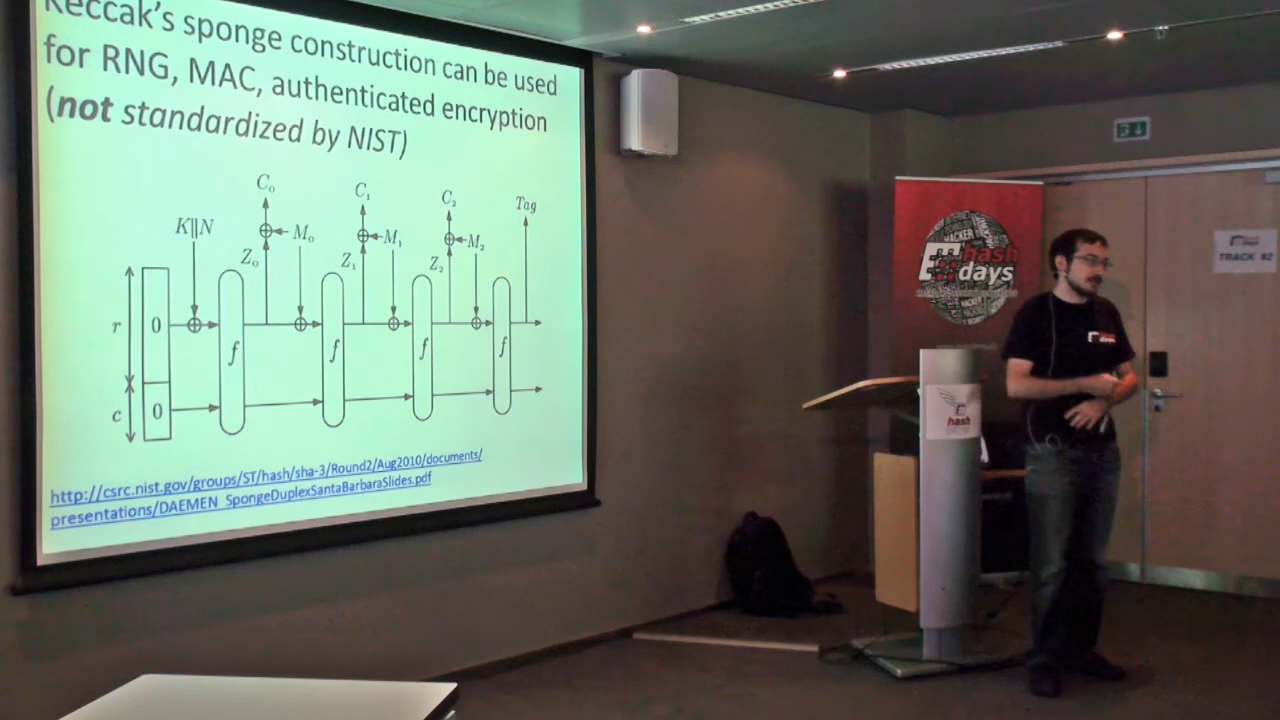 Keccak's sponge construction can be used
for RNG, MAC, authenticated encryption
(not standardized by NIST)
C₀ C₁ C₂ Tag
K||N M₀ M₁ M₂
Z₀ Z₁ Z₂
r 0 f f f f
c 0
http://csrc.nist.gov/groups/ST/hash/sha-3/Round2/Aug2010/documents/
presentations/DAEMEN_SpongeDuplexSantaBarbaraSlides.pdf
HACKER
hash
days
TRACK #2
hash